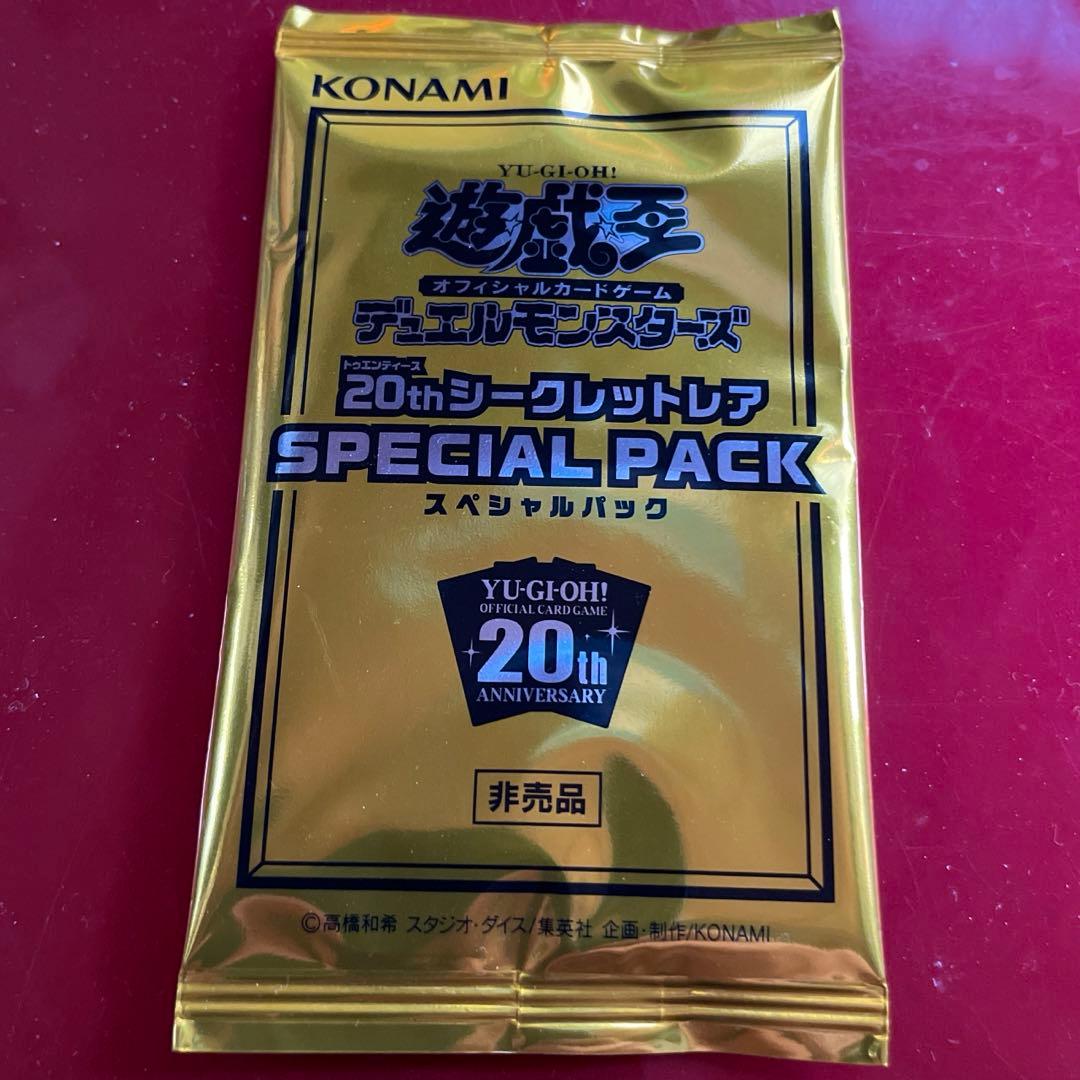 KONAMI
YU-GI-OH!
遊戯王
オフィシャルカードゲーム
デュエルモンスターズ
トゥエンティース
20thシークレットレア
SPECIAL PACK
スペシャルパック
YU-GI-OH!
OFFICIAL CARD GAME
20th
ANNIVERSARY
非売品
©高橋和希 スタジオ・ダイス/集英社 企画・制作/KONAMI